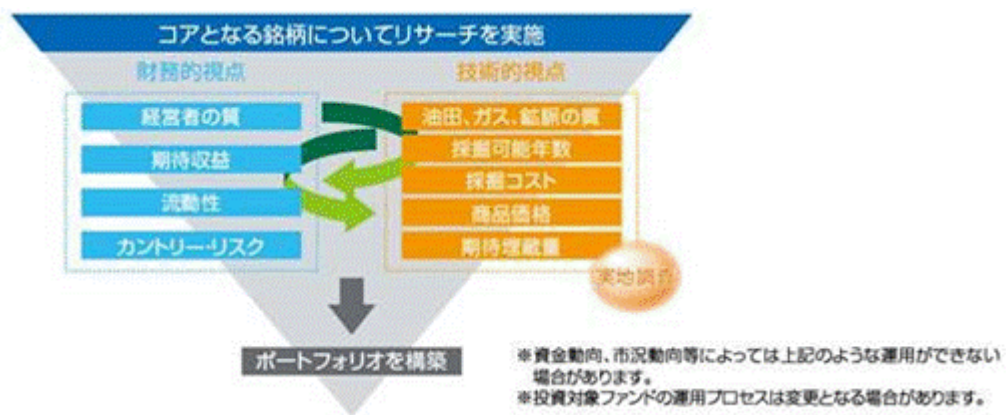 コアとなる銘柄についてリサーチを実施
財務的視点
技術的視点
経営者の質
期待収益
流動性
カントリー・リスク
油田、ガス、鉱脈の質
採掘可能年数
採掘コスト
商品価格
期待埋蔵量
実地調査
ポートフォリオを構築
※資金動向、市況動向等によっては上記のような運用ができない
場合があります。
※投資対象ファンドの運用プロセスは変更となる場合があります。